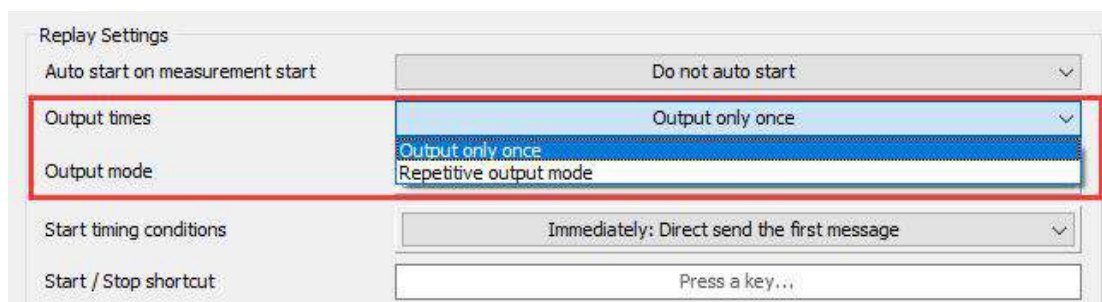 Replay Settings
Auto start on measurement start Do not auto start
Output times Output only once
Output only once
Output mode Repetitive output mode
Start timing conditions Immediately: Direct send the first message
Start / Stop shortcut Press a key...